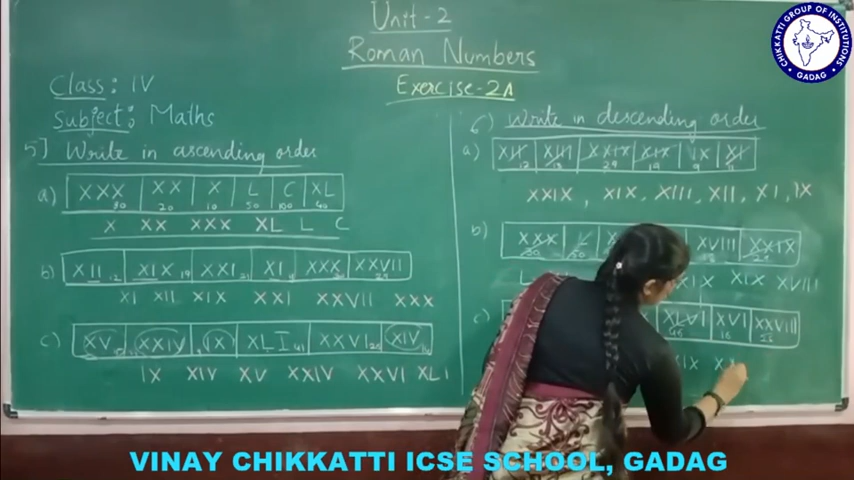 Unit-2
Roman Numbers
Exercise-2A
Class: IV
Subject: Maths
5] Write in ascending order
a) XXX 30 XX 20 X 10 L 50 C 100 XL 40
X XX XXX XL L C
b) XII 12 XIX 19 XXI 21 XI XXX XXVII
XI XII XIX XXI XXVII XXX
c) XV XXIV IX XLI 41 XXVI XIV
IX XIV XV XXIV XXVI XLI
6) Write in descending order
a) XII 12 XIII 13 XXIX 29 XIX 19 IX 9 XI 11
XXIX, XIX, XIII, XII, XI, IX
b) XXX 30 L 50 XVIII XXIX
L XIX XVIII
c) XLVI 46 XVI 16 XXVIII
CHIKKATTI GROUP OF INSTITUTIONS
GADAG
VINAY CHIKKATTI ICSE SCHOOL, GADAG